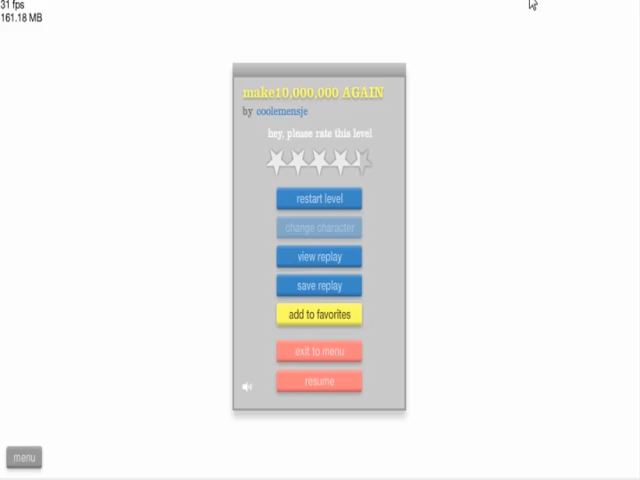 31 fps
161.18 MB
make10,000,000 AGAIN
by coolemensje
hey, please rate this level
restart level
change character
view replay
save replay
add to favorites
exit to menu
resume
menu